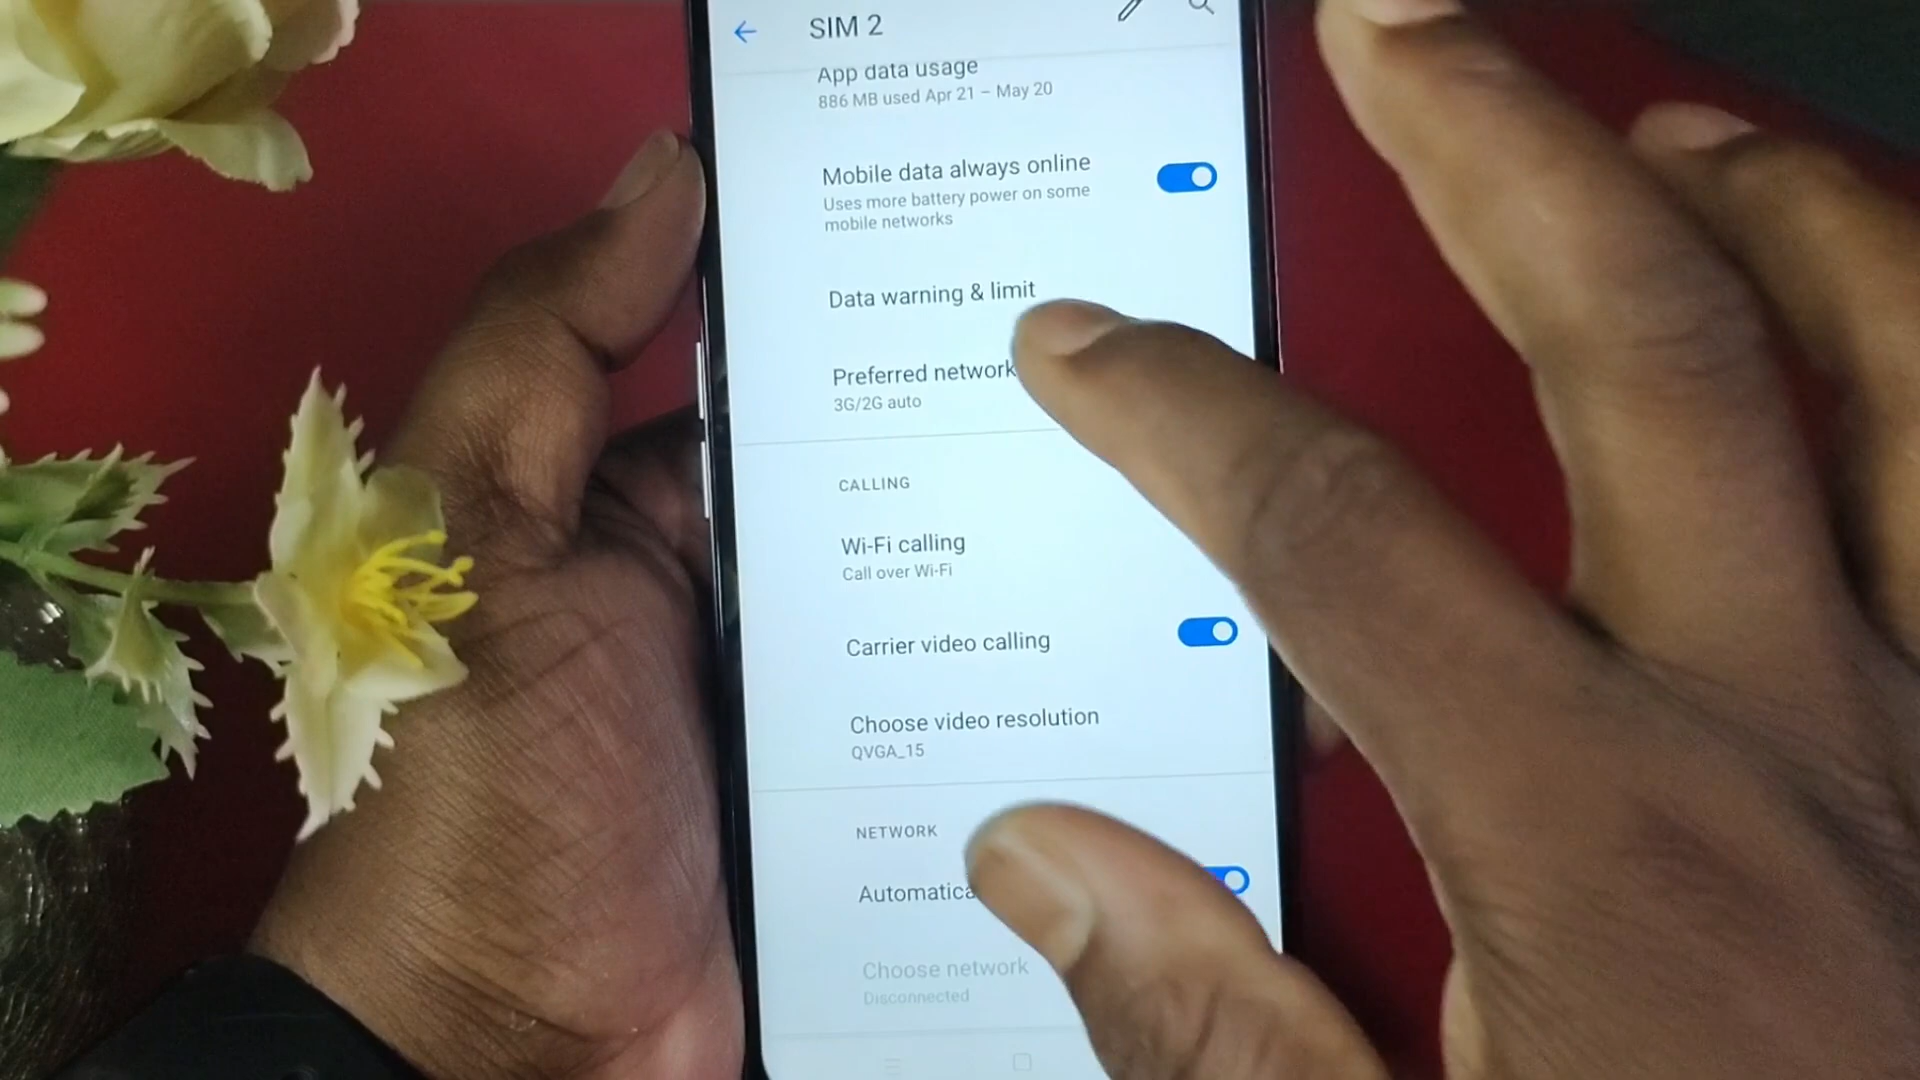 SIM 2
App data usage
886 MB used Apr 21 – May 20
Mobile data always online
Uses more battery power on some
mobile networks
Data warning & limit
Preferred network
3G/2G auto
CALLING
Wi-Fi calling
Call over Wi-Fi
Carrier video calling
Choose video resolution
QVGA_15
NETWORK
Automatica
Choose network
Disconnected